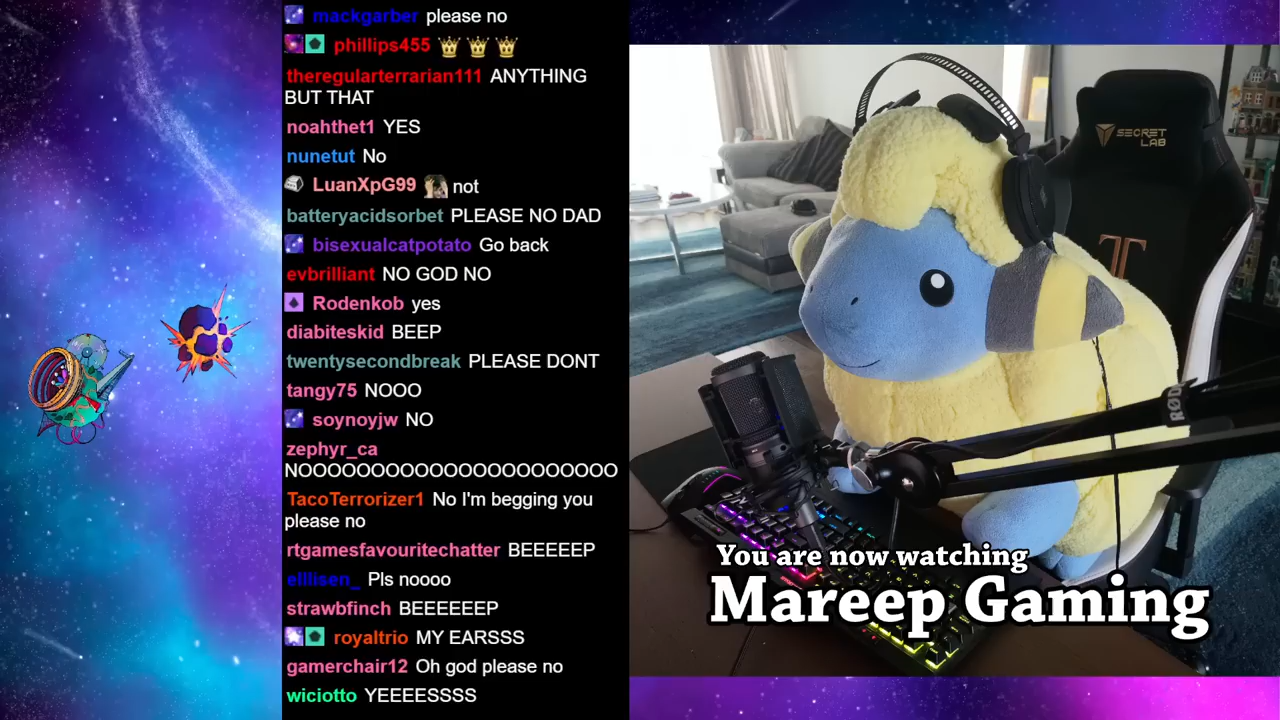 mackgarber please no
phillips455
theregularterrarian111 ANYTHING
BUT THAT
noahthet1 YES
nunetut No
LuanXpG99 not
batteryacidsorbet PLEASE NO DAD
bisexualcatpotato Go back
evbrilliant NO GOD NO
Rodenkob yes
diabiteskid BEEP
twentysecondbreak PLEASE DONT
tangy75 NOOO
soynoyjw NO
zephyr_ca
NOOOOOOOOOOOOOOOOOOOOOOO
TacoTerrorizer1 No I'm begging you
please no
rtgamesfavouritechatter BEEEEEP
elllisen_ Pls noooo
strawbfinch BEEEEEEP
royaltrio MY EARSSS
gamerchair12 Oh god please no
wiciotto YEEEESSSS
SECRET
LAB
RØDE
You are now watching
Mareep Gaming